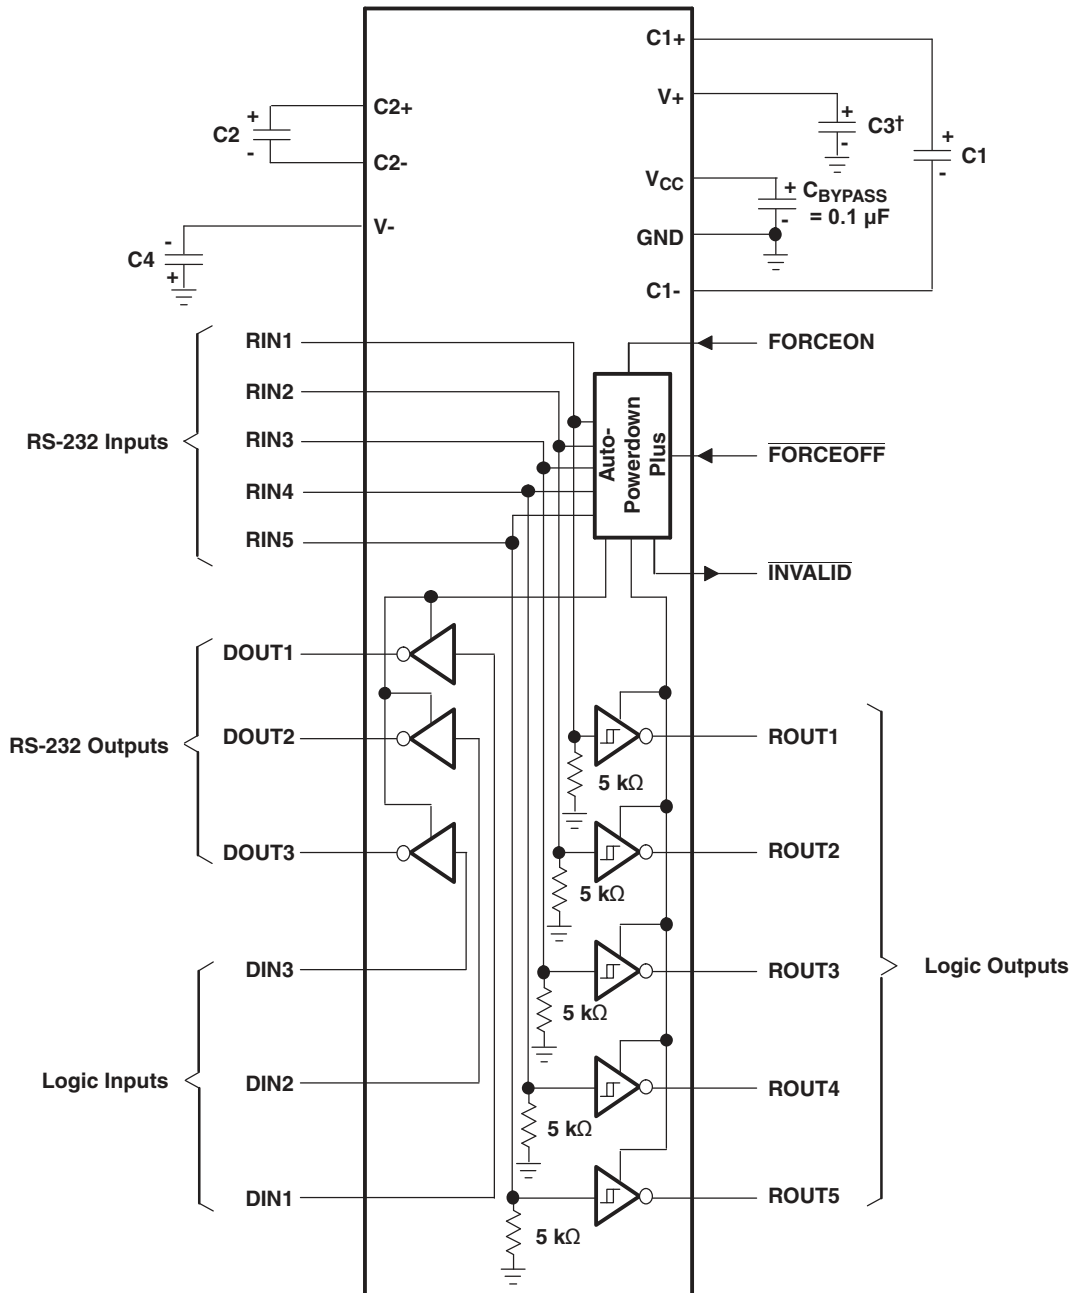 C1+
V+
C3†
C1
C2+
C2
C2-
VCC
CBYPASS
= 0.1 µF
V-
GND
C4
C1-
RIN1
RIN2
RIN3
RIN4
RIN5
RS-232 Inputs
FORCEON
Auto-
Powerdown
Plus
FORCEOFF
INVALID
DOUT1
DOUT2
DOUT3
RS-232 Outputs
ROUT1
5 kΩ
ROUT2
5 kΩ
ROUT3
5 kΩ
ROUT4
5 kΩ
ROUT5
5 kΩ
Logic Outputs
DIN3
DIN2
DIN1
Logic Inputs
+
-
+
-
+
-
+
-
-
+